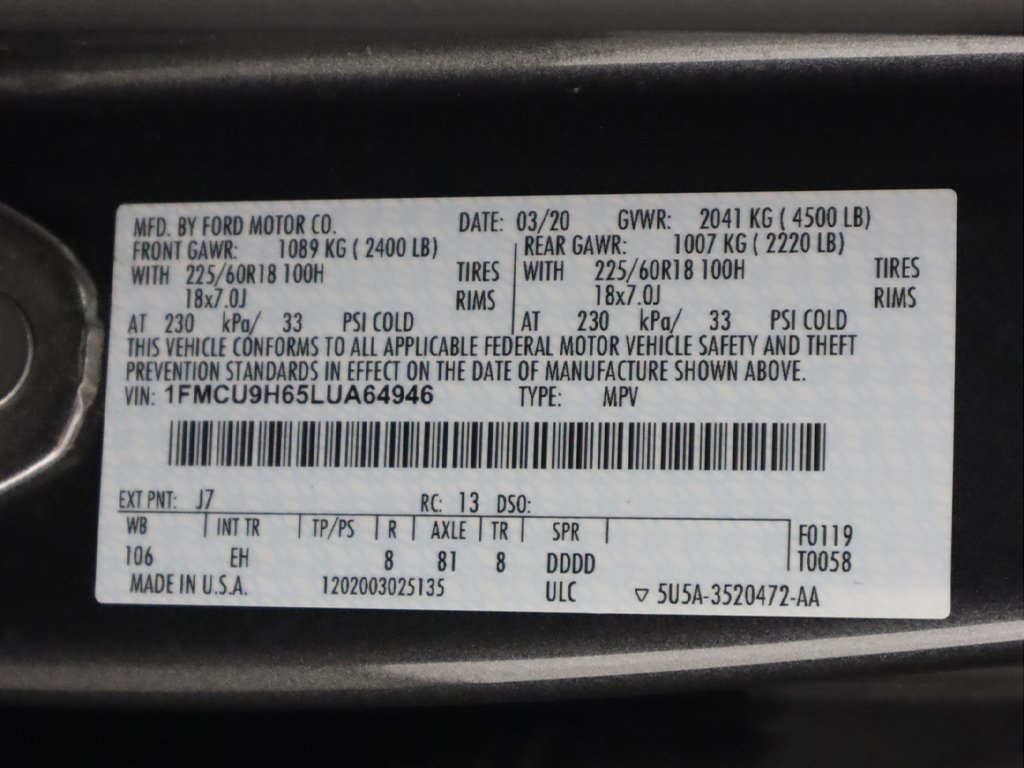 MFD. BY FORD MOTOR CO. DATE: 03/20 GVWR: 2041 KG ( 4500 LB)
FRONT GAWR: 1089 KG ( 2400 LB) REAR GAWR: 1007 KG ( 2220 LB)
WITH 225/60R18 100H TIRES WITH 225/60R18 100H TIRES
18x7.0J RIMS 18x7.0J RIMS
AT 230 kPa/ 33 PSI COLD AT 230 kPa/ 33 PSI COLD
THIS VEHICLE CONFORMS TO ALL APPLICABLE FEDERAL MOTOR VEHICLE SAFETY AND THEFT
PREVENTION STANDARDS IN EFFECT ON THE DATE OF MANUFACTURE SHOWN ABOVE.
VIN: 1FMCU9H65LUA64946 TYPE: MPV
EXT PNT: J7 RC: 13 DSO:
WB INT TR TP/PS R AXLE TR SPR F0119
106 EH 8 81 8 DDDD T0058
MADE IN U.S.A. 1202003025135 ULC ▽ 5U5A-3520472-AA